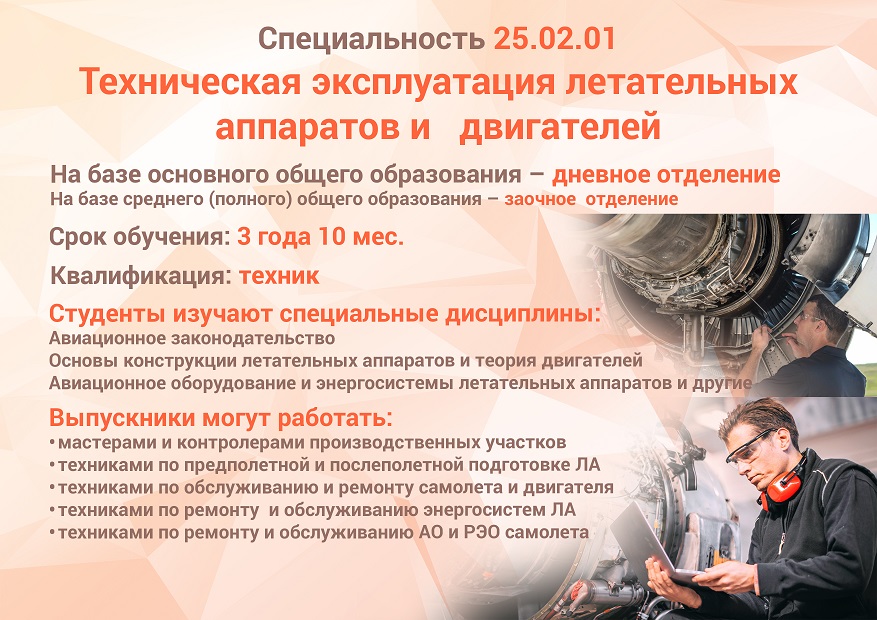 Специальность 25.02.01
Техническая эксплуатация летательных
аппаратов и двигателей
На базе основного общего образования – дневное отделение
На базе среднего (полного) общего образования – заочное отделение
Срок обучения: 3 года 10 мес.
Квалификация: техник
Студенты изучают специальные дисциплины:
Авиационное законодательство
Основы конструкции летательных аппаратов и теория двигателей
Авиационное оборудование и энергосистемы летательных аппаратов и другие
Выпускники могут работать:
• мастерами и контролерами производственных участков
• техниками по предполетной и послеполетной подготовке ЛА
• техниками по обслуживанию и ремонту самолета и двигателя
• техниками по ремонту и обслуживанию энергосистем ЛА
• техниками по ремонту и обслуживанию АО и РЭО самолета